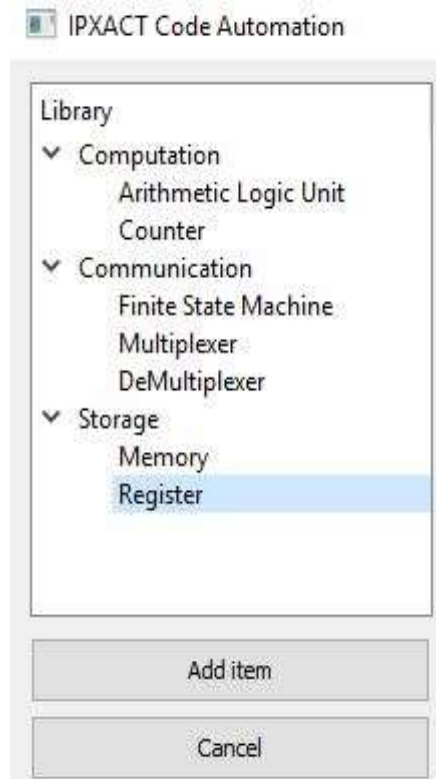 IPXACT Code Automation
Library
Computation
Arithmetic Logic Unit
Counter
Communication
Finite State Machine
Multiplexer
DeMultiplexer
Storage
Memory
Register
Add item
Cancel